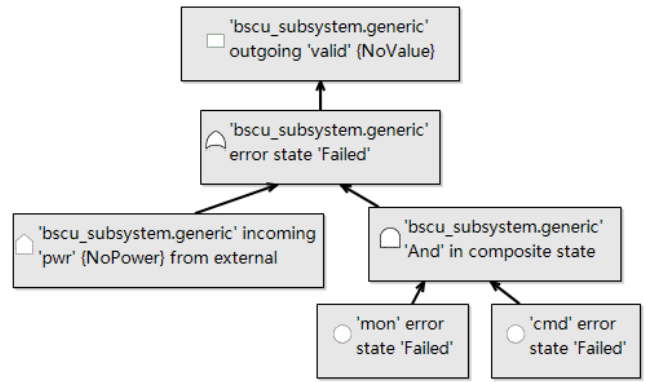 'bscu_subsystem.generic'
outgoing 'valid' {NoValue}
'bscu_subsystem.generic'
error state 'Failed'
'bscu_subsystem.generic' incoming
'pwr' {NoPower} from external
'bscu_subsystem.generic'
'And' in composite state
'mon' error
state 'Failed'
'cmd' error
state 'Failed'